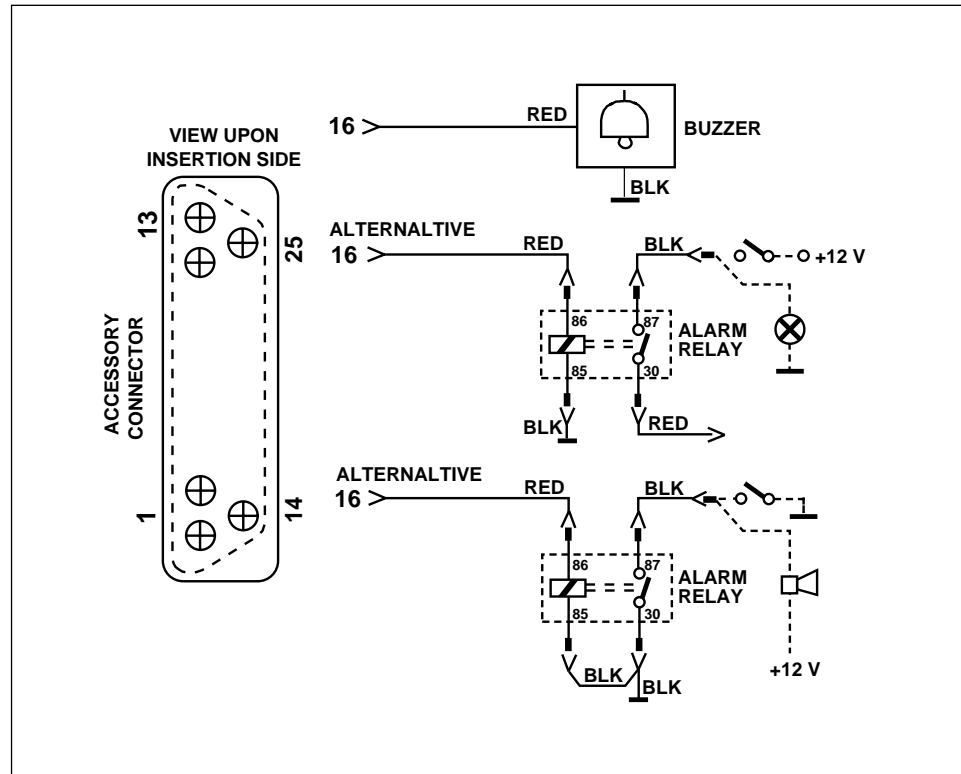 VIEW UPON
INSERTION SIDE
ACCESSORY
CONNECTOR
13
25
1
14
16
RED
BUZZER
BLK
ALTERNALTIVE
16
RED
BLK
+12 V
86
87
ALARM
RELAY
85
30
BLK
RED
ALTERNALTIVE
16
RED
BLK
86
87
ALARM
RELAY
85
30
BLK
BLK
+12 V